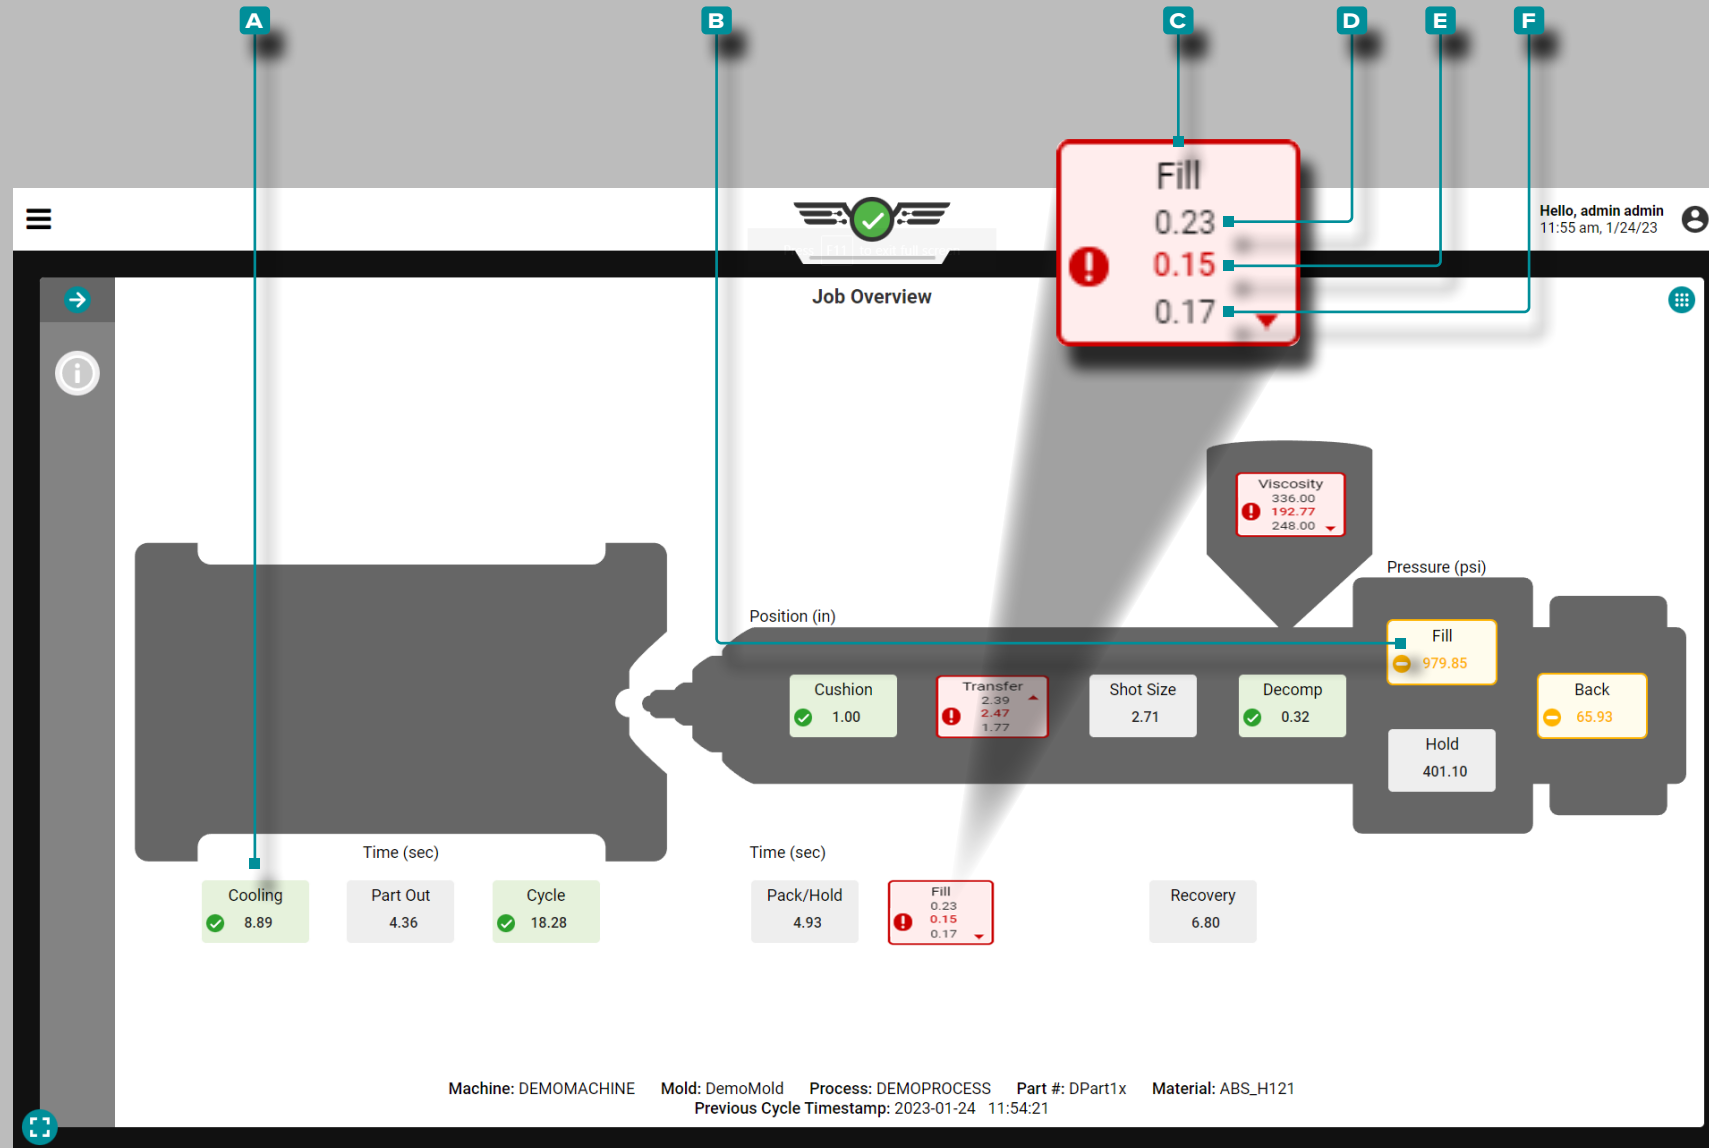 A
B
C
D
E
F
Fill
0.23
0.15
0.17
Hello, admin admin
11:55 am, 1/24/23
Job Overview
Viscosity
336.00
192.77
248.00
Pressure (psi)
Position (in)
Fill
979.85
Cushion
1.00
Transfer
2.39
2.47
1.77
Shot Size
2.71
Decomp
0.32
Back
65.93
Hold
401.10
Time (sec)
Time (sec)
Cooling
8.89
Part Out
4.36
Cycle
18.28
Pack/Hold
4.93
Fill
0.23
0.15
0.17
Recovery
6.80
Machine: DEMOMACHINE Mold: DemoMold Process: DEMOPROCESS Part #: DPart1x Material: ABS_H121
Previous Cycle Timestamp: 2023-01-24 11:54:21